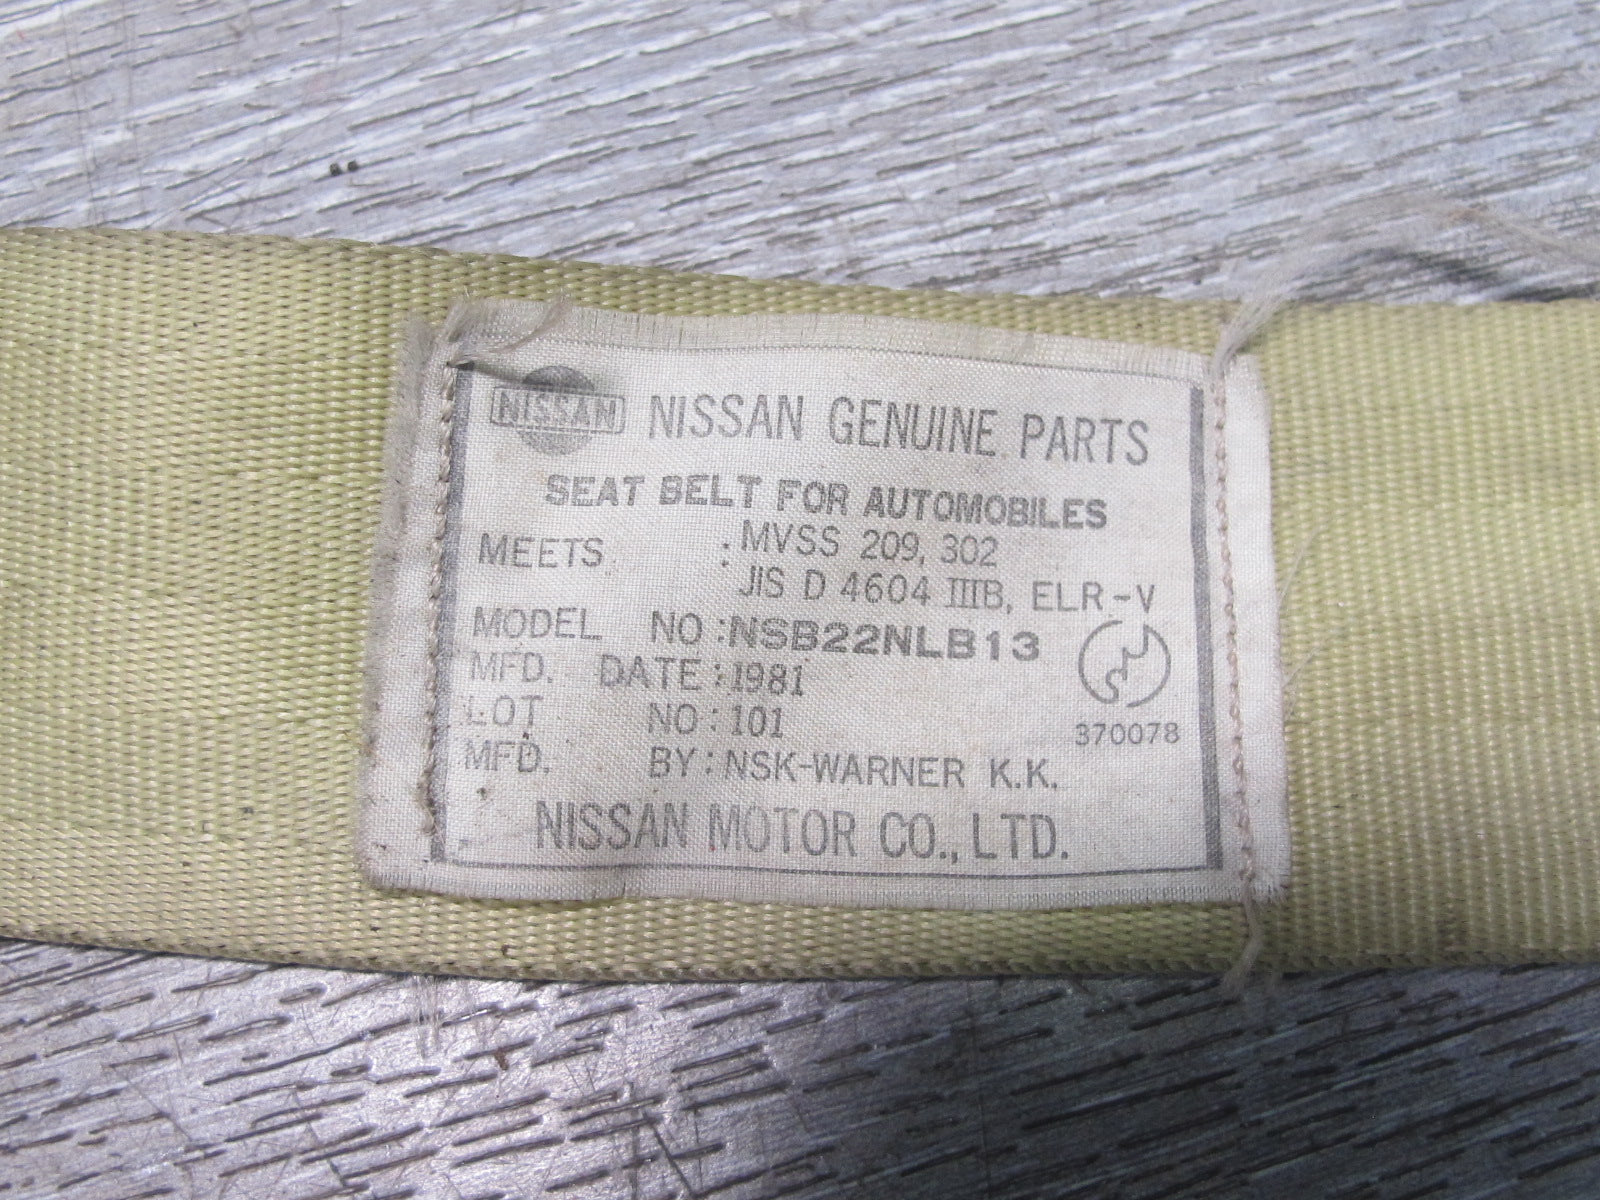 NISSAN NISSAN GENUINE PARTS
SEAT BELT FOR AUTOMOBILES
MEETS : MVSS 209, 302
JIS D 4604 IIIB, ELR-V
MODEL NO : NSB22NLB13
MFD. DATE : 1981
LOT NO : 101
370078
MFD. BY : NSK-WARNER K.K.
NISSAN MOTOR CO., LTD.